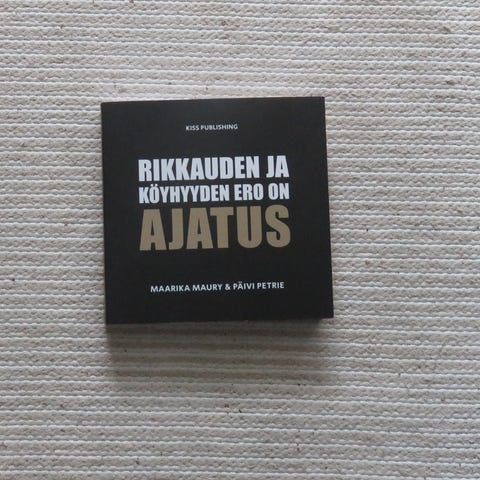 KISS PUBLISHING
RIKKAUDEN JA
KÖYHYYDEN ERO ON
AJATUS
MAARIKA MAURY & PÄIVI PETRIE